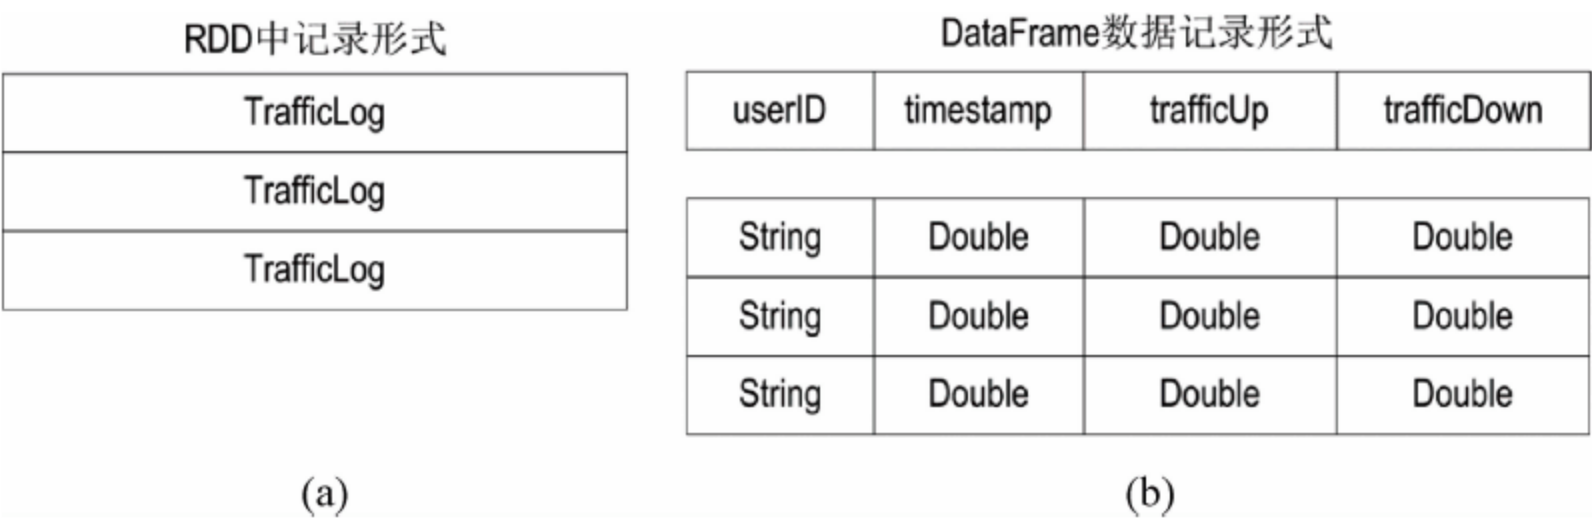 RDD中记录形式
TrafficLog
TrafficLog
TrafficLog
(a)
DataFrame数据记录形式
userID timestamp trafficUp trafficDown
String Double Double Double
String Double Double Double
String Double Double Double
(b)